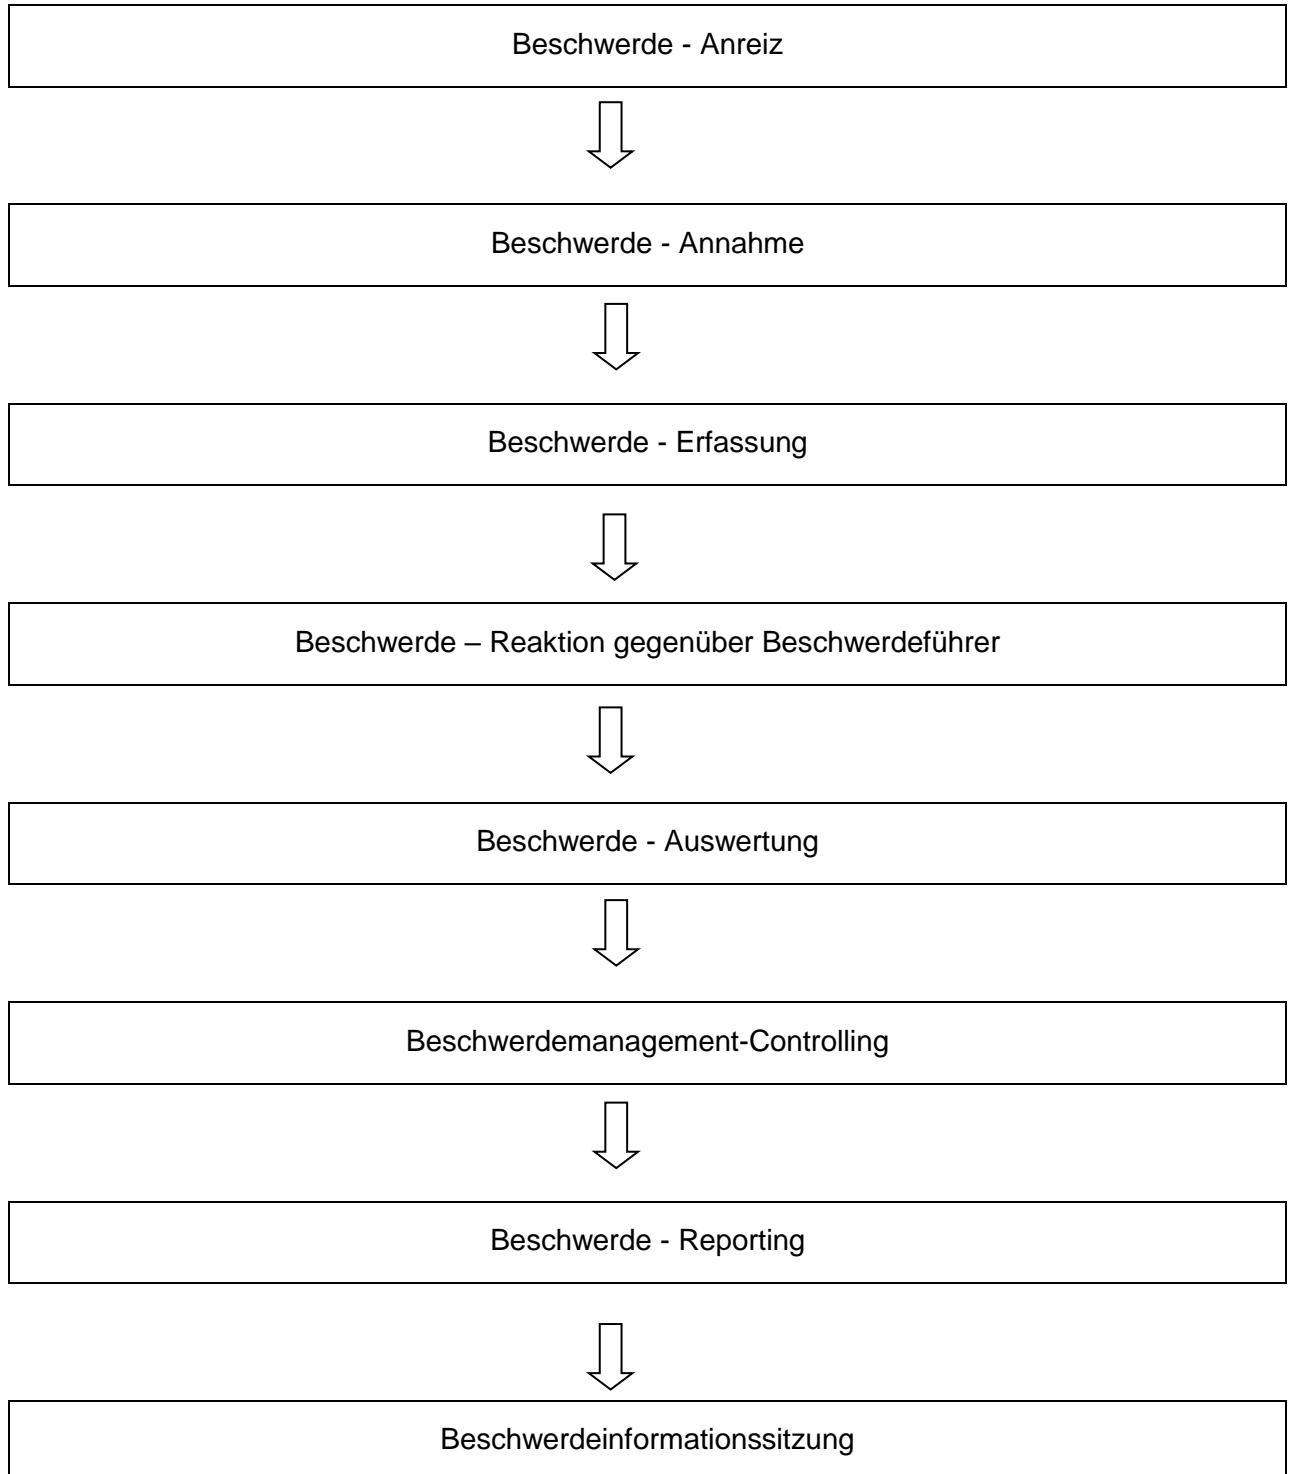 Beschwerde - Anreiz
Beschwerde - Annahme
Beschwerde - Erfassung
Beschwerde – Reaktion gegenüber Beschwerdeführer
Beschwerde - Auswertung
Beschwerdemanagement-Controlling
Beschwerde - Reporting
Beschwerdeinformationssitzung